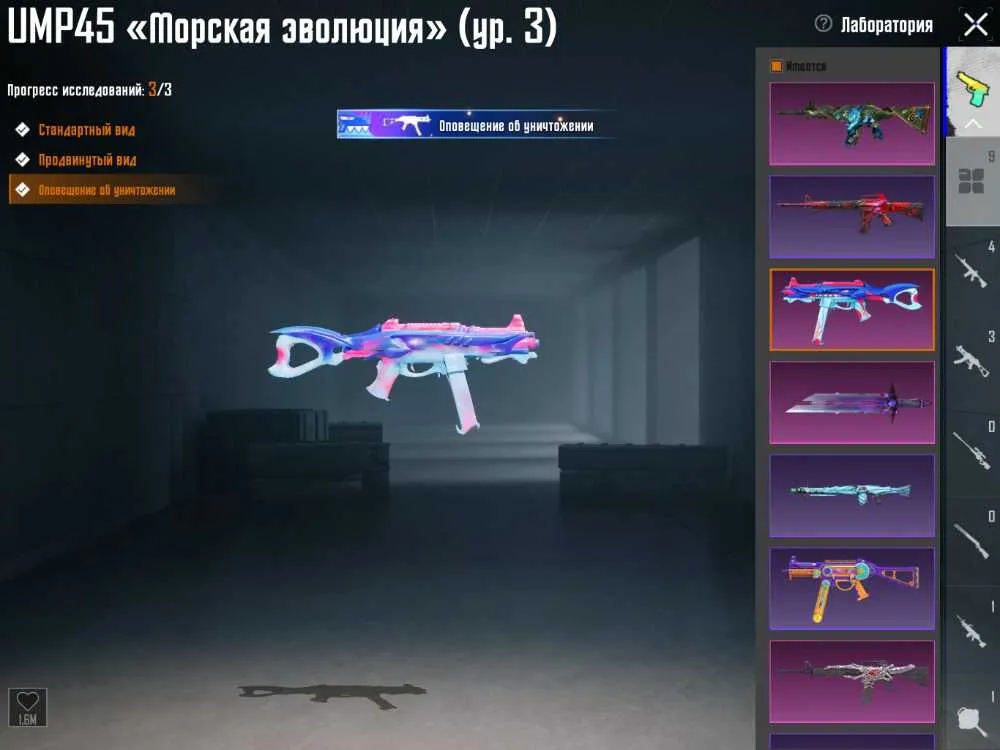 UMP45 «Морская эволюция» (ур. 3)
Лаборатория
Прогресс исследований: 3/3
Имеется
Стандартный вид
Оповещение об уничтожении
Продвинутый вид
Оповещение об уничтожении
9
4
3
0
0
1
1
1.6M